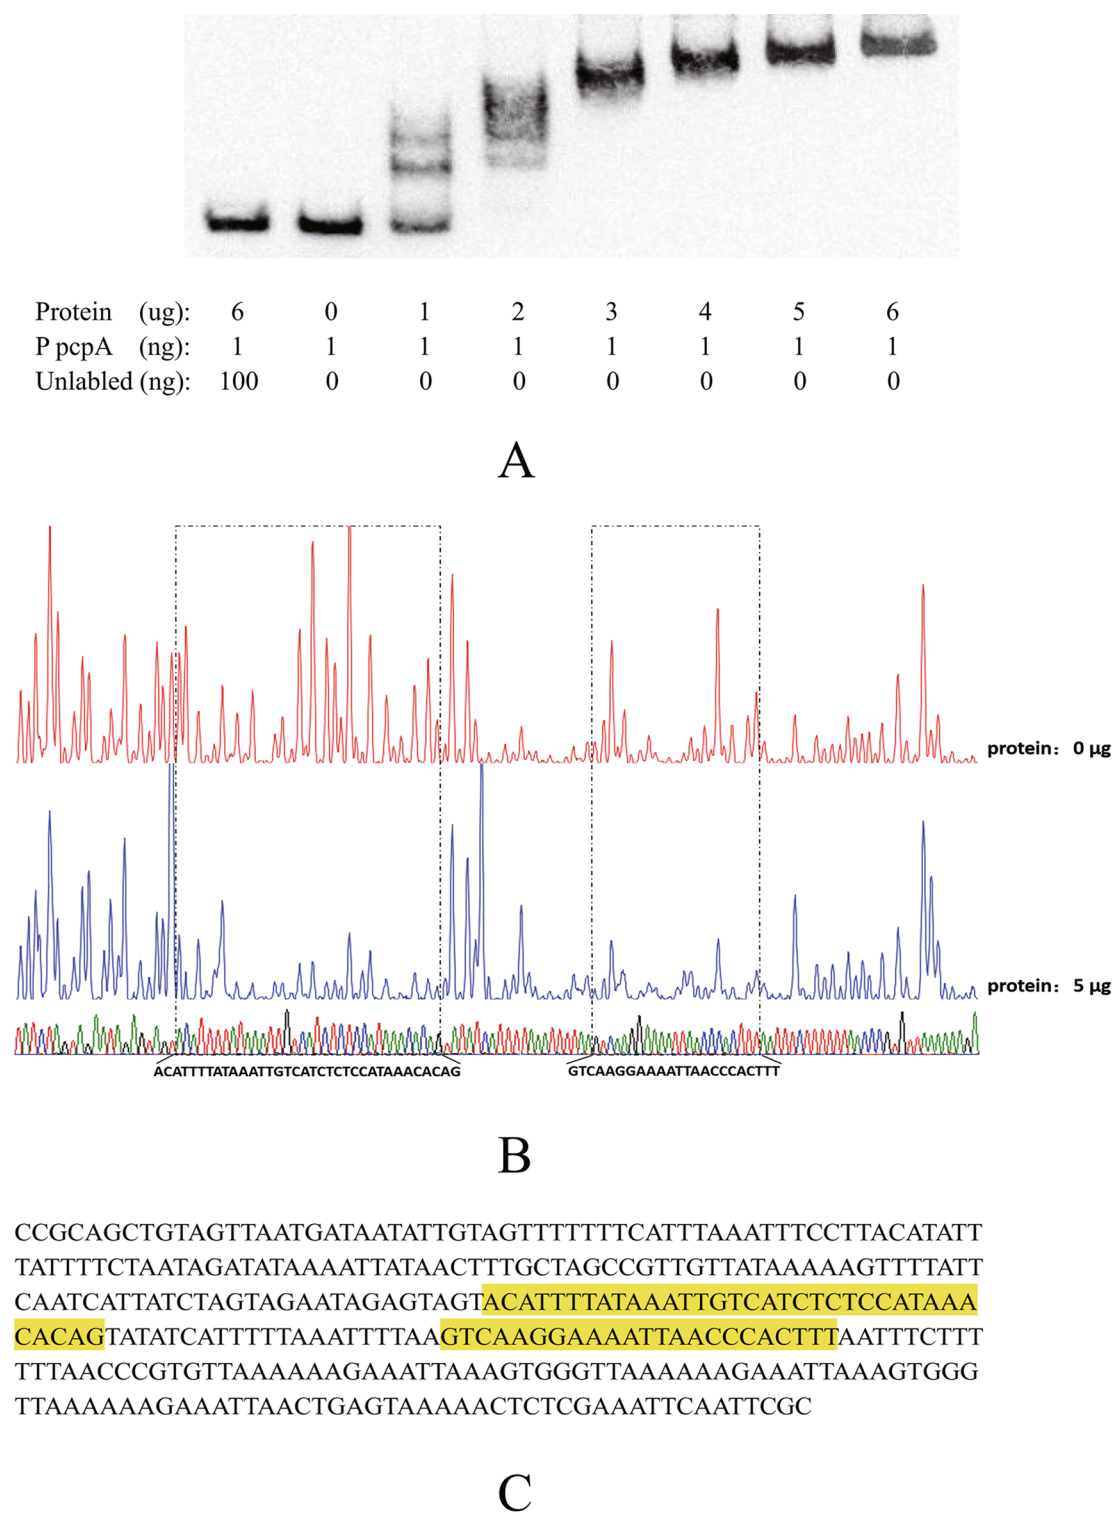 Protein (ug): 6 0 1 2 3 4 5 6
P pcpA (ng): 1 1 1 1 1 1 1 1
Unlabled (ng): 100 0 0 0 0 0 0 0
A
protein: 0 μg
protein: 5 μg
ACATTTTATAAATTGTCATCTCTCCATAAACACAG GTCAAGGAAAATTAACCCACTTT
B
CCGCAGCTGTAGTTAATGATAATATTGTAGTTTTTTTCATTTAAATTTCCTTACATATT
TATTTTCTAATAGATATAAAATTATAACTTTGCTAGCCGTTGTTATAAAAAGTTTTATT
CAATCATTATCTAGTAGAATAGAGTAGTACATTTTATAAATTGTCATCTCTCCATAAA
CACAGTATATCATTTTTAAATTTTAAGTCAAGGAAAATTAACCCACTTTAATTTCTTT
TTTAACCCGTGTTAAAAAAGAAATTAAAGTGGGTTAAAAAAGAAATTAAAGTGGG
TTAAAAAAGAAATTAACTGAGTAAAAACTCTCGAAATTCAATTCGC
C